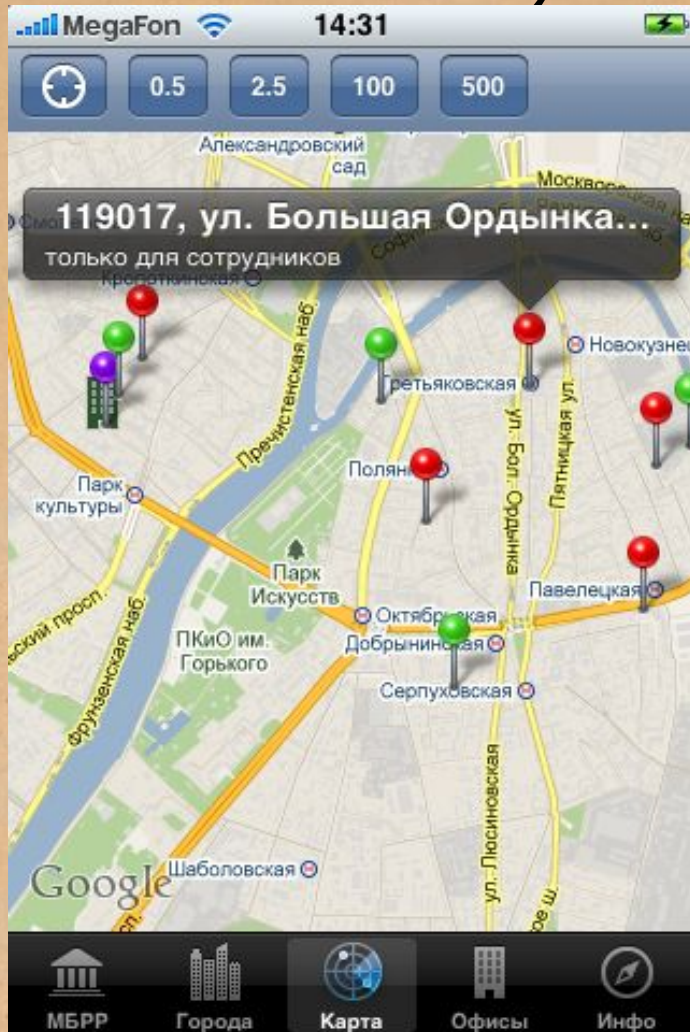 MegaFon 14:31
0.5 2.5 100 500
Александровский
сад
119017, ул. Большая Ордынка...
только для сотрудников
Кропоткинская
Новокузнец
Третьяковская
Пречистенская наб.
ул. Бол. Ордынка
Пятницкая ул.
Полян
Парк
культуры
Парк
Искусств
Павелецкая
Октябрьская
ПКиО им.
Горького
Добрынинская
Фрунзенская наб.
Серпуховская
ул. Люсиновская
Шаболовская
Google
МБРР Города Карта Офисы Инфо